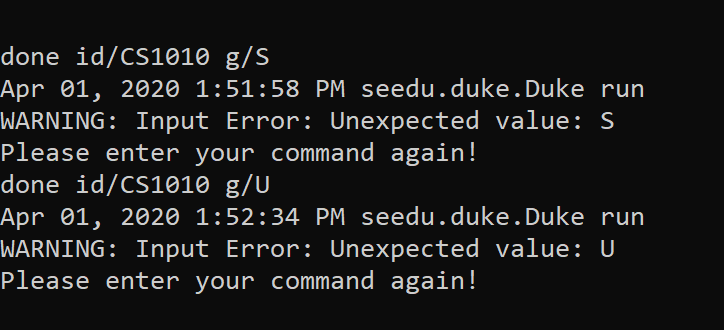 done id/CS1010 g/S
Apr 01, 2020 1:51:58 PM seedu.duke.Duke run
WARNING: Input Error: Unexpected value: S
Please enter your command again!
done id/CS1010 g/U
Apr 01, 2020 1:52:34 PM seedu.duke.Duke run
WARNING: Input Error: Unexpected value: U
Please enter your command again!